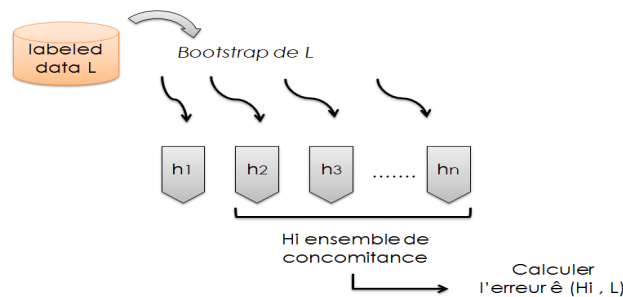 labeled
data L
Bootstrap de L
h1
h2
h3
.......
hn
Hi ensemble de
concomitance
Calculer
l'erreur ê (Hi , L)